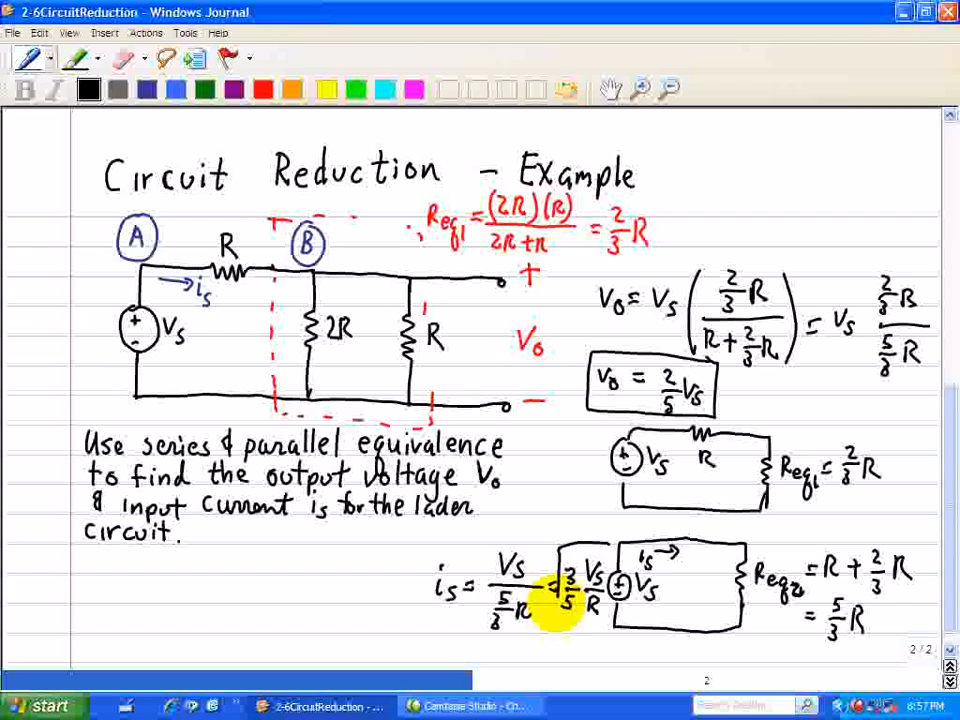 2-6CircuitReduction - Windows Journal
File Edit View Insert Actions Tools Help
B I
Circuit Reduction - Example
Req1 = (2R)(R) / 2R+R = 2/3 R
A R B
is
+ - Vs 2R R + Vo -
Vo = Vs ( 2/3 R / R + 2/3 R ) = Vs 2/3 R / 5/3 R
Vo = 2/5 Vs
Use series & parallel equivalence
to find the output voltage Vo
& input current is for the lader
circuit.
+ - Vs R Req1 = 2/3 R
is = Vs / 5/3 R = 3/5 Vs/R
is → + - Vs Req2 = R + 2/3 R
= 5/3 R
2 / 2
2
start 2-6CircuitReduction - ... Camtasia Studio - Ch... 8:57 PM